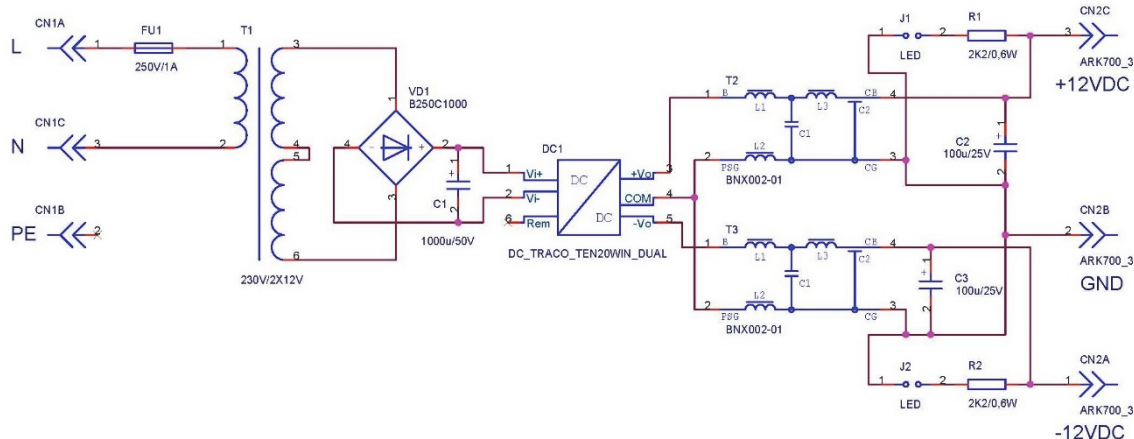 CN1A
L
1
FU1
250V/1A
1
T1
3
N
CN1C
3
2
4
5
PE
CN1B
2
6
230V/2X12V
VD1
B250C1000
1
4
-
+
2
3
1
+
C1
2
1000u/50V
DC1
1
Vi+
2
Vi-
6
Rem
DC
DC
+Vo
3
COM
4
-Vo
5
DC_TRACO_TEN20WIN_DUAL
T2
1
B
L1
L3
CB
4
C1
C2
2
PSG
L2
CG
3
BNX002-01
T3
1
B
L1
L3
CB
4
C1
C2
2
PSG
L2
CG
3
BNX002-01
J1
1
2
LED
R1
2K2/0,6W
CN2C
3
ARK700_3
+12VDC
C2
100u/25V
1
+
2
CN2B
2
ARK700_3
GND
1
+
C3
100u/25V
2
J2
1
2
LED
R2
2K2/0,6W
CN2A
1
ARK700_3
-12VDC